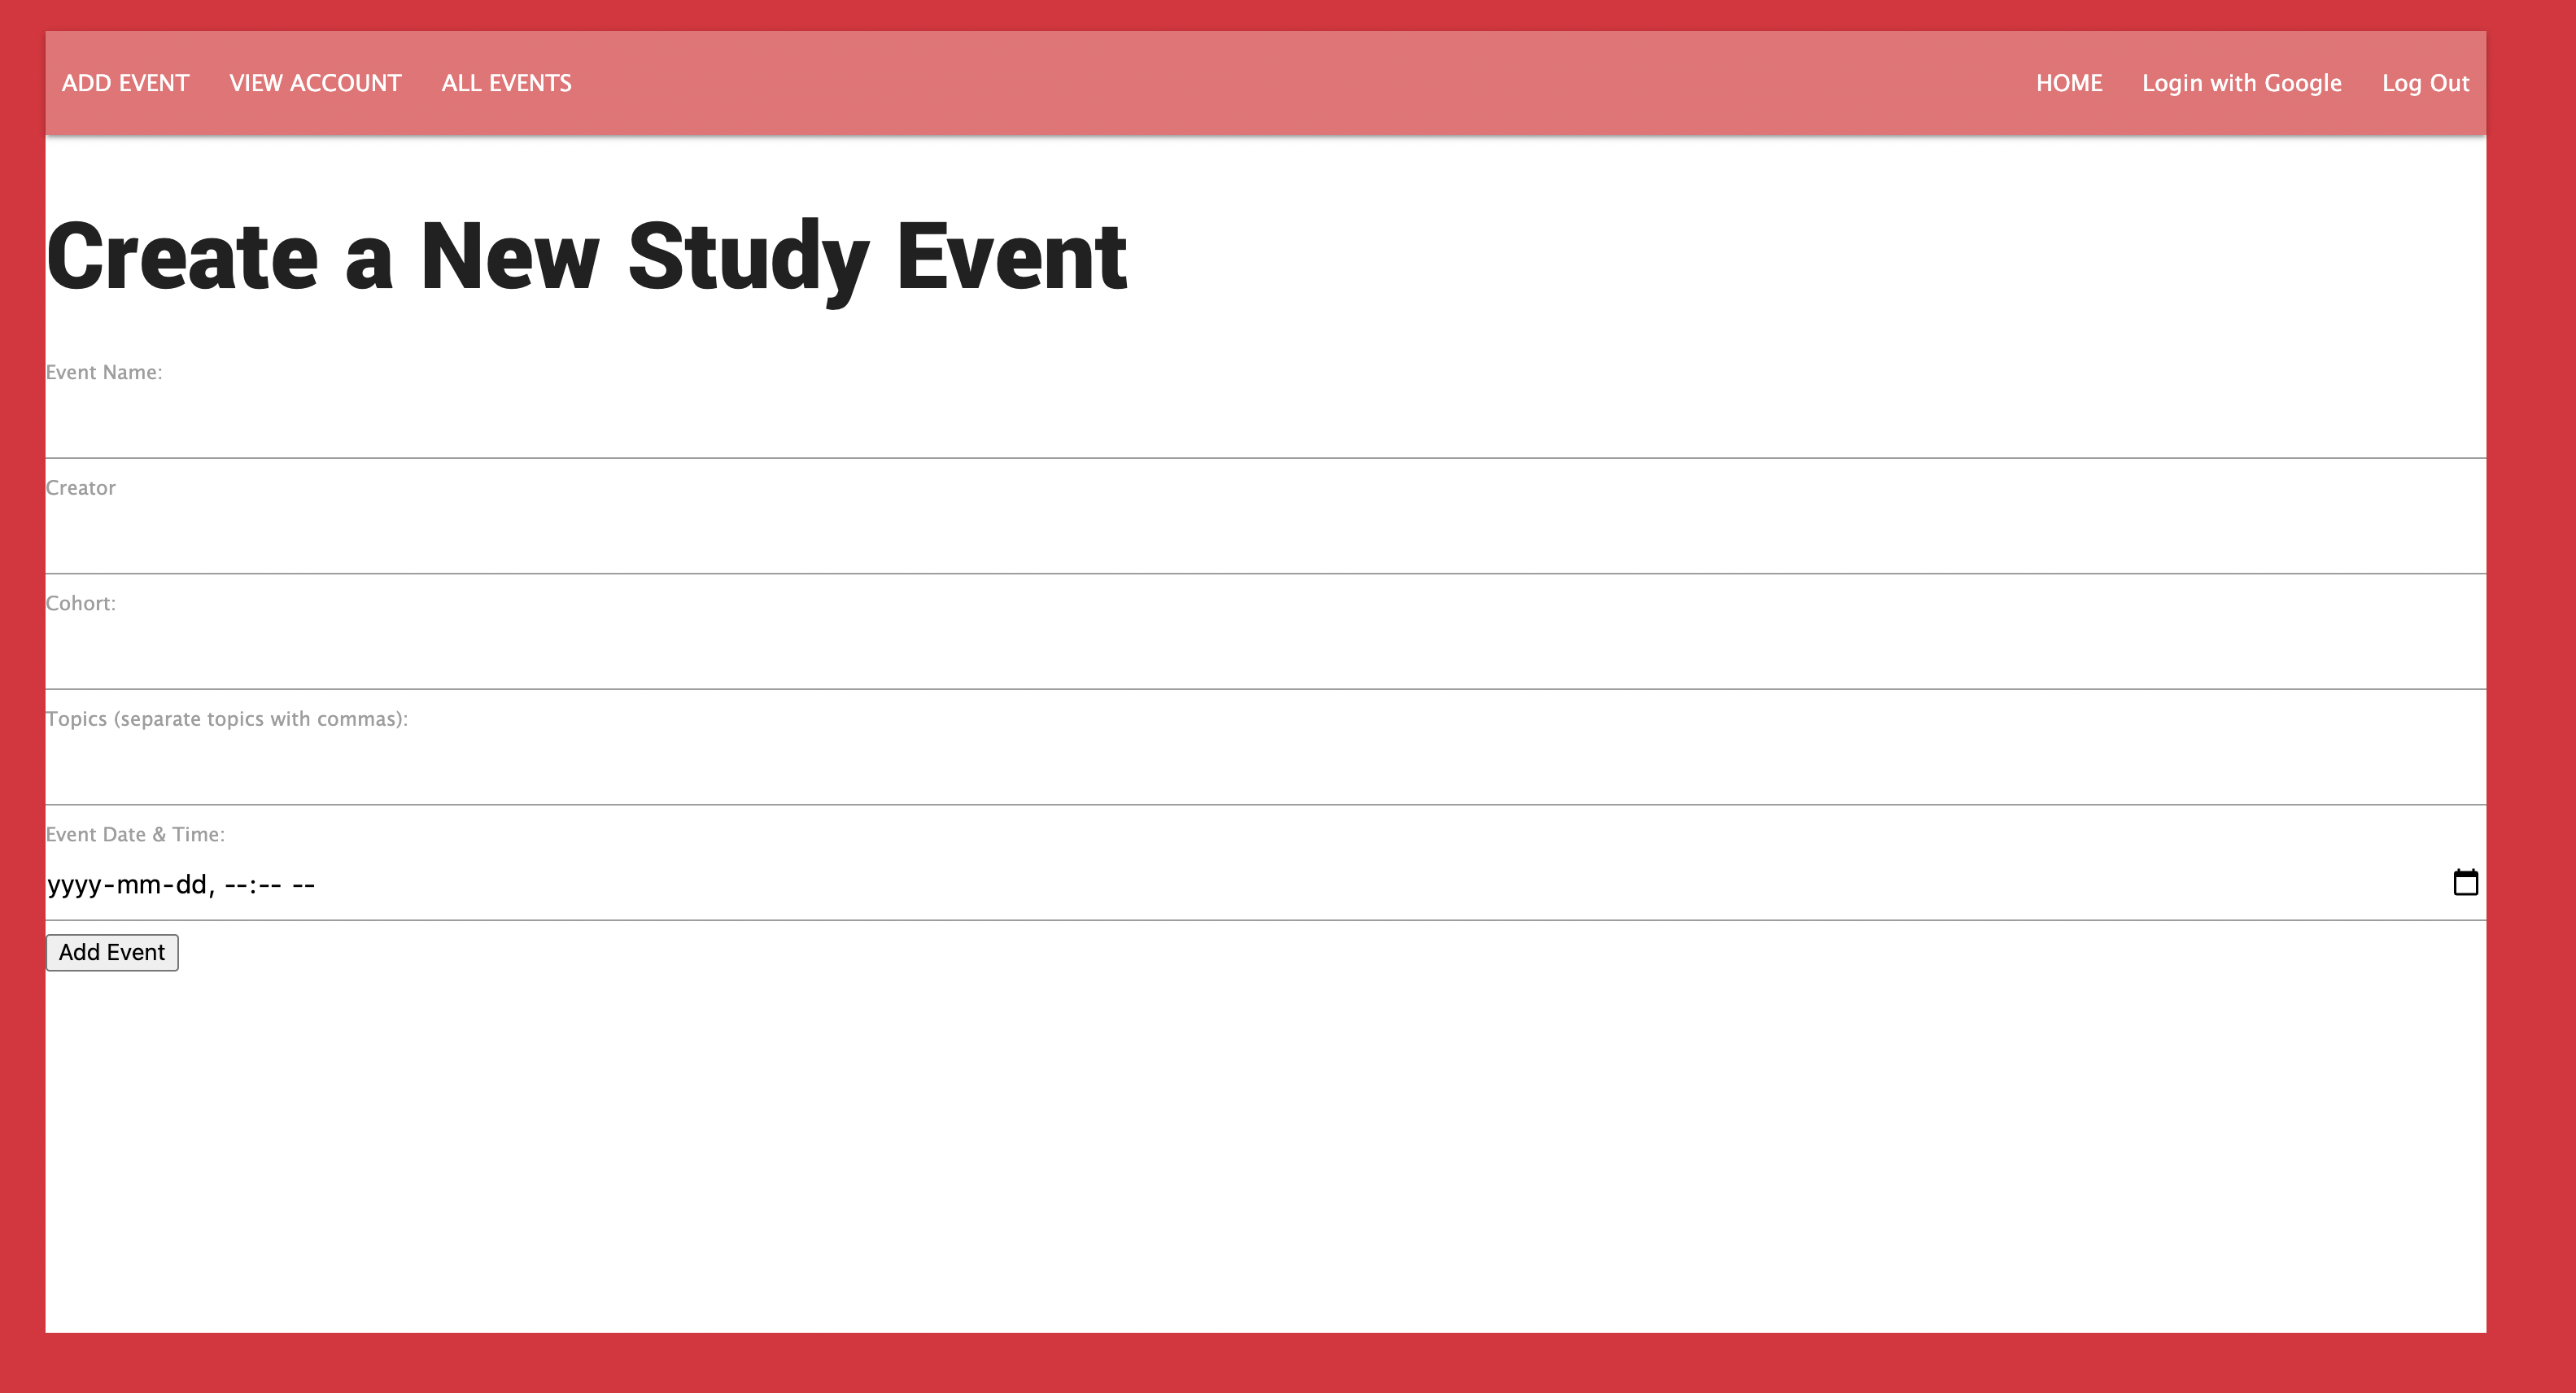 ADD EVENT VIEW ACCOUNT ALL EVENTS HOME Login with Google Log Out
Create a New Study Event
Event Name:
Creator
Cohort:
Topics (separate topics with commas):
Event Date & Time:
yyyy-mm-dd, --:-- --
Add Event